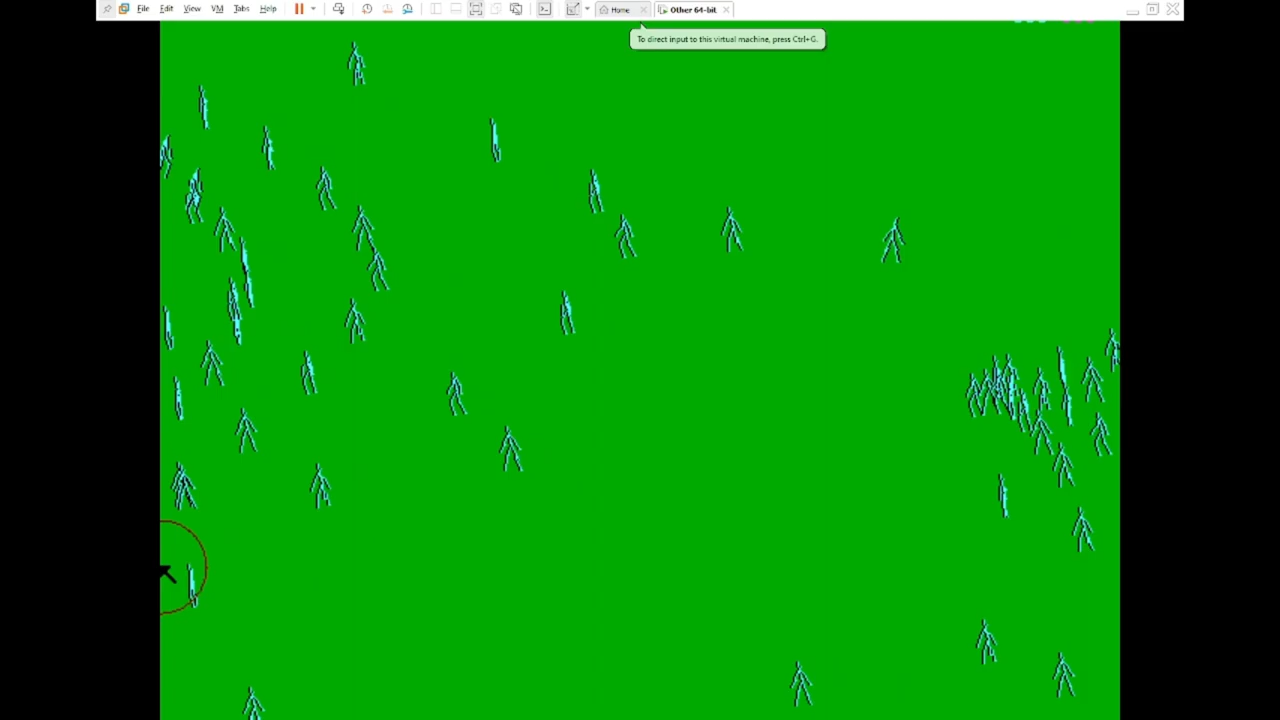 File Edit View VM Tabs Help Home Other 64-bit
To direct input to this virtual machine, press Ctrl+G.